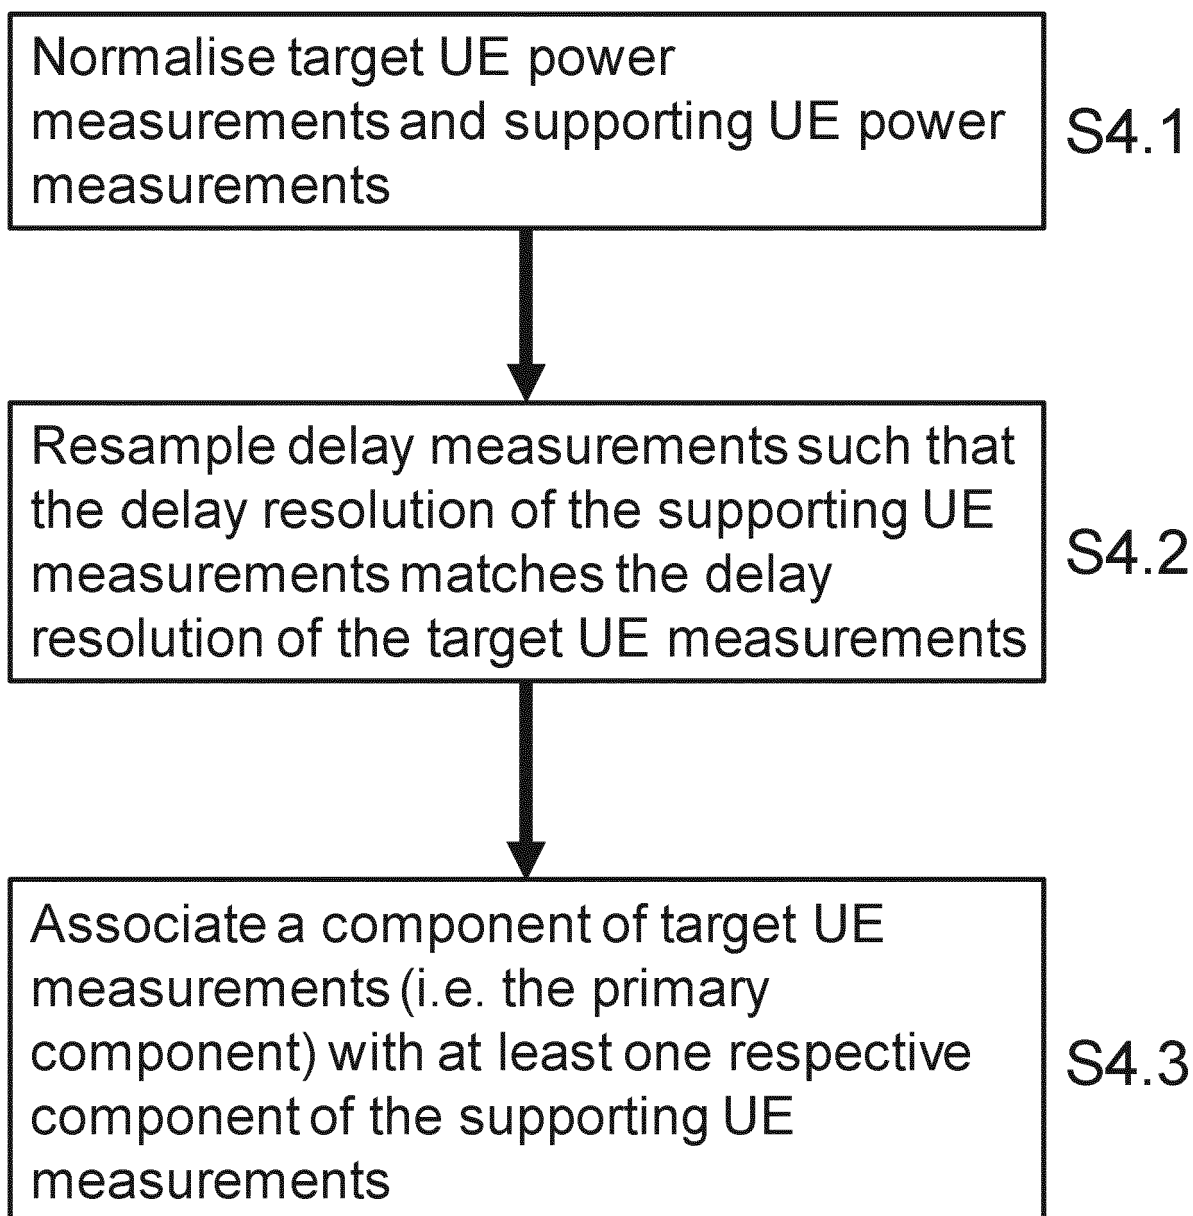 Normalise target UE power
measurements and supporting UE power
measurements
S4.1
Resample delay measurements such that
the delay resolution of the supporting UE
measurements matches the delay
resolution of the target UE measurements
S4.2
Associate a component of target UE
measurements (i.e. the primary
component) with at least one respective
component of the supporting UE
measurements
S4.3